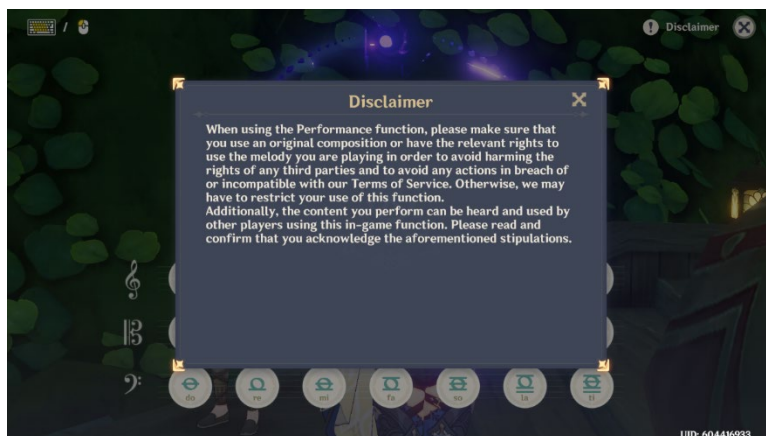 /
! Disclaimer
Disclaimer
When using the Performance function, please make sure that
you use an original composition or have the relevant rights to
use the melody you are playing in order to avoid harming the
rights of any third parties and to avoid any actions in breach of
or incompatible with our Terms of Service. Otherwise, we may
have to restrict your use of this function.
Additionally, the content you perform can be heard and used by
other players using this in-game function. Please read and
confirm that you acknowledge the aforementioned stipulations.
do re mi fa so la ti
UID: 604416933